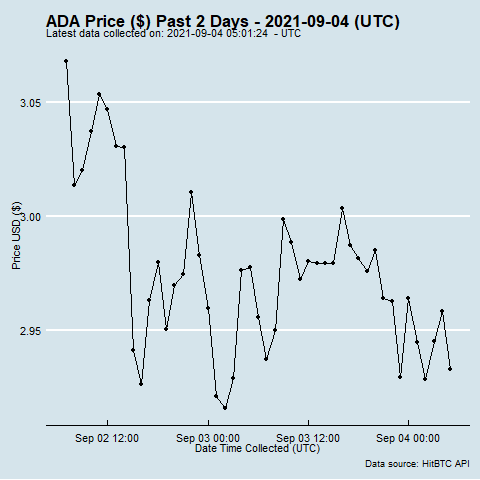 ADA Price ($) Past 2 Days - 2021-09-04 (UTC)
Latest data collected on: 2021-09-04 05:01:24  - UTC
3.05
3.00
2.95
Price USD ($)
Sep 02 12:00
Sep 03 00:00
Sep 03 12:00
Sep 04 00:00
Date Time Collected (UTC)
Data source: HitBTC API